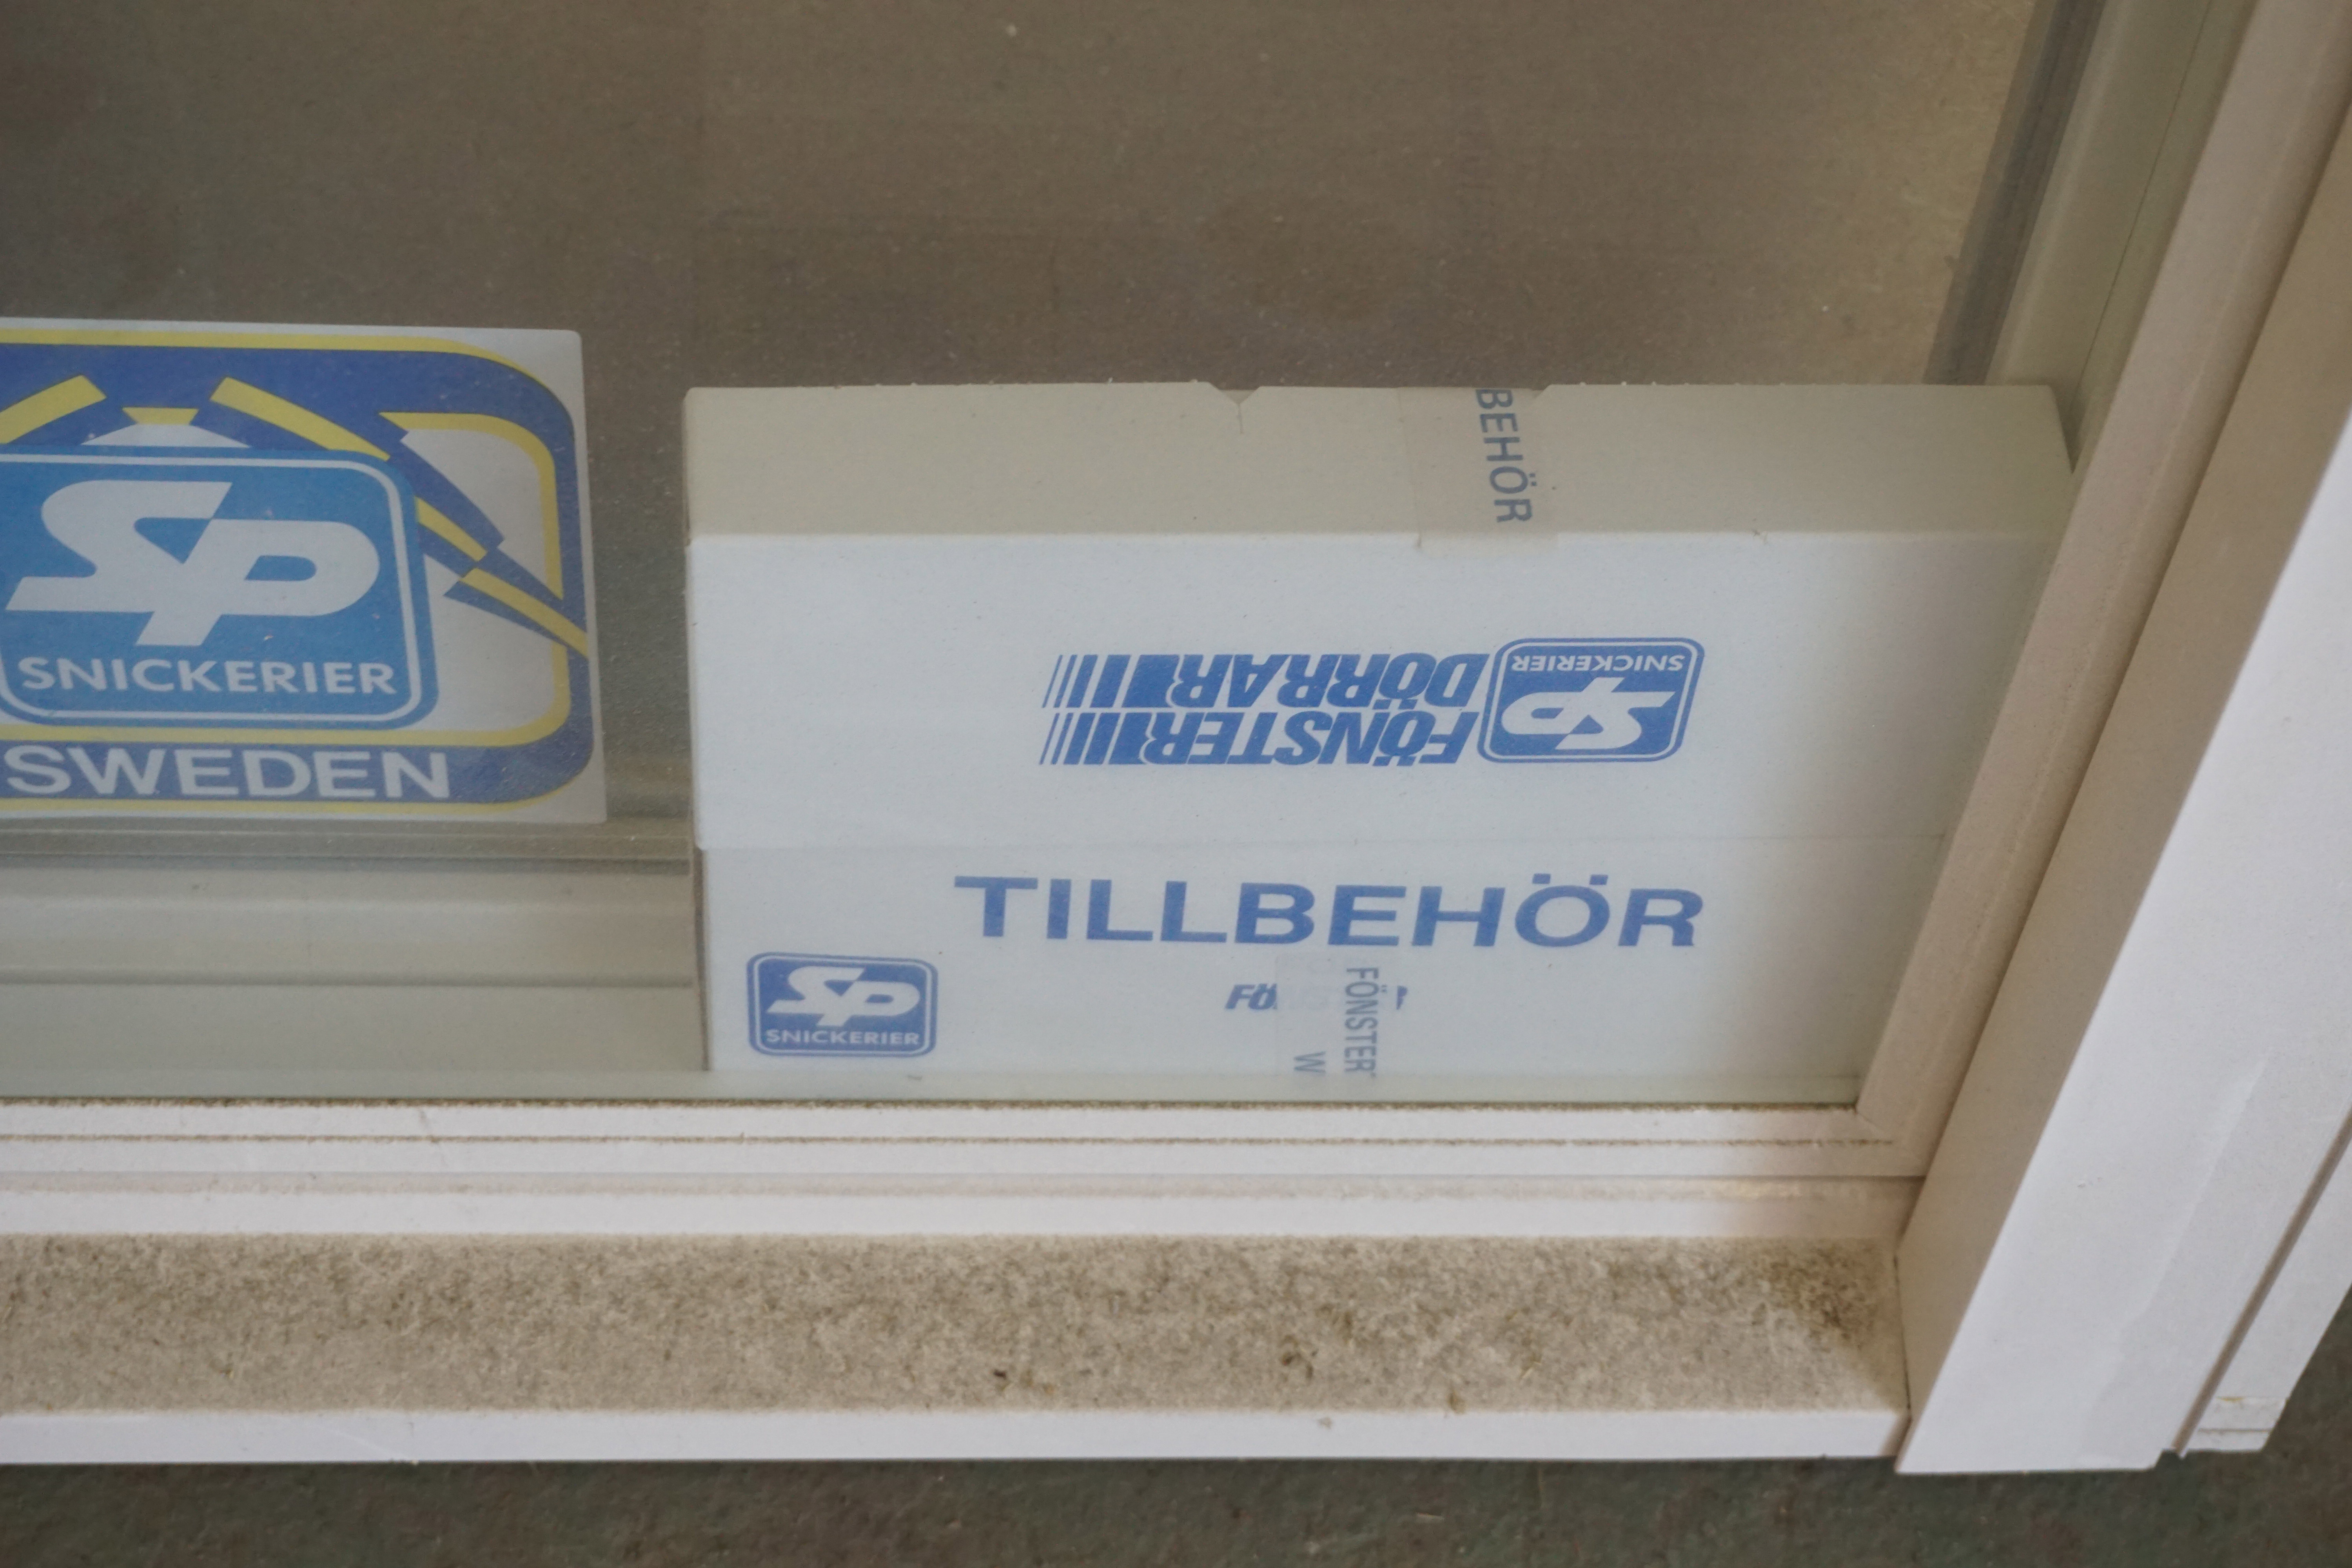 SP
SNICKERIER
SWEDEN
BEHÖR
SP
SNICKERIER
FÖNSTER
DÖRRAR
TILLBEHÖR
SP
SNICKERIER
FÖNSTER
W